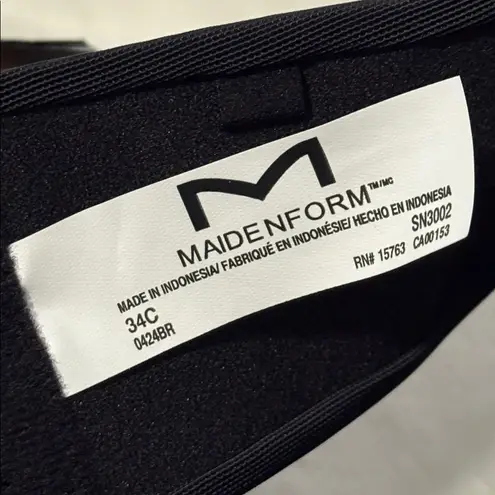 MAIDENFORM™/MC
MADE IN INDONESIA/ FABRIQUÉ EN INDONÉSIE/ HECHO EN INDONESIA
34C SN3002
0424BR RN# 15763 CA00153